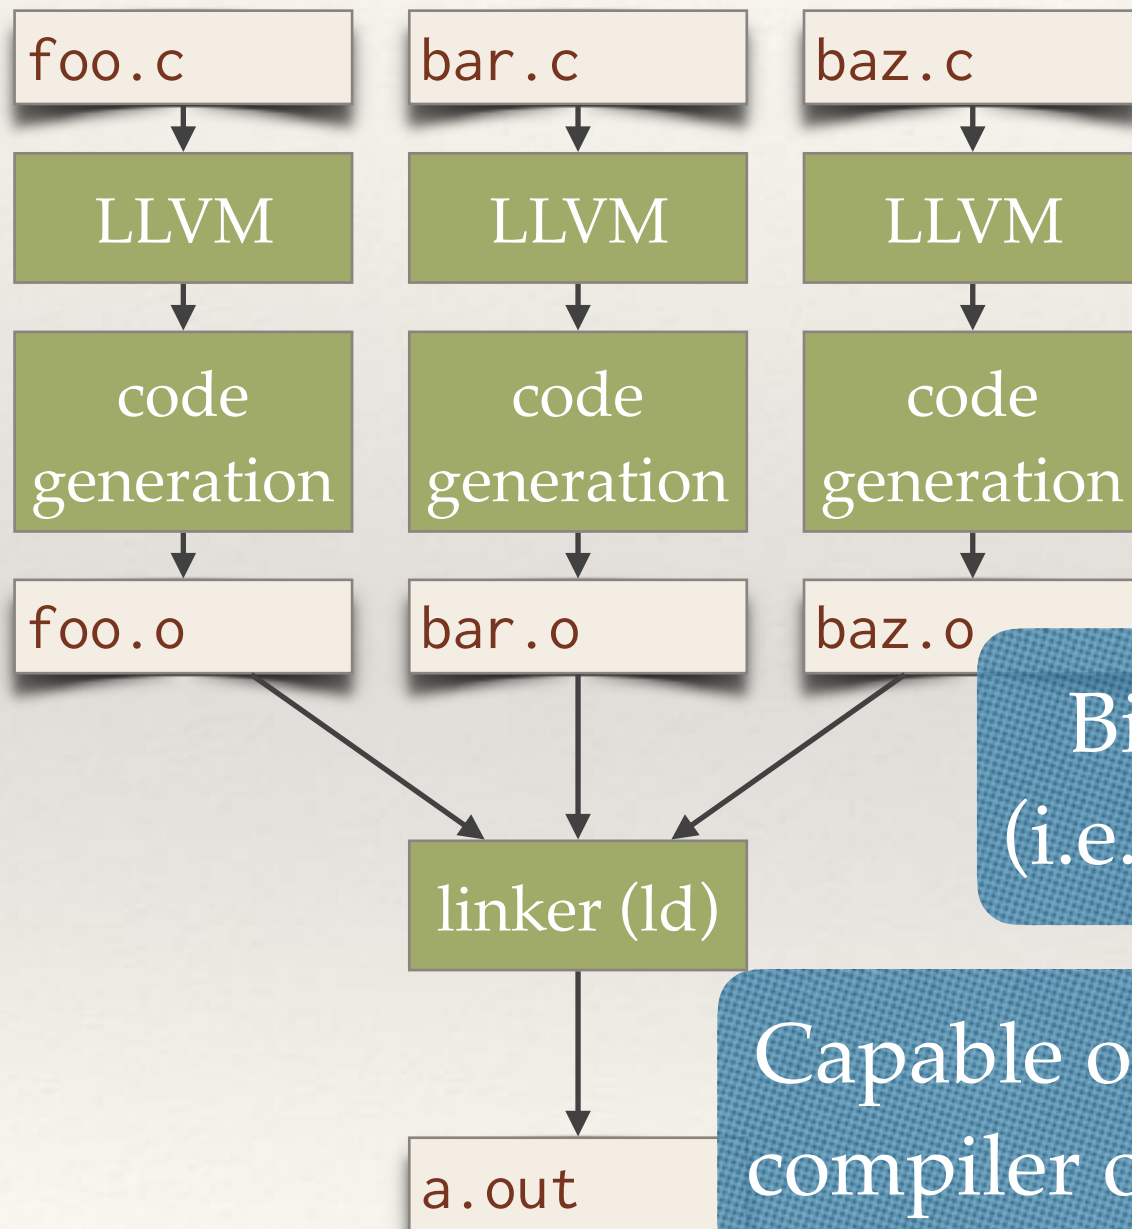 foo.c
bar.c
baz.c
LLVM
LLVM
LLVM
code
generation
code
generation
code
generation
foo.o
bar.o
baz.o
(i.e.
linker (ld)
Capable
compiler
a.out